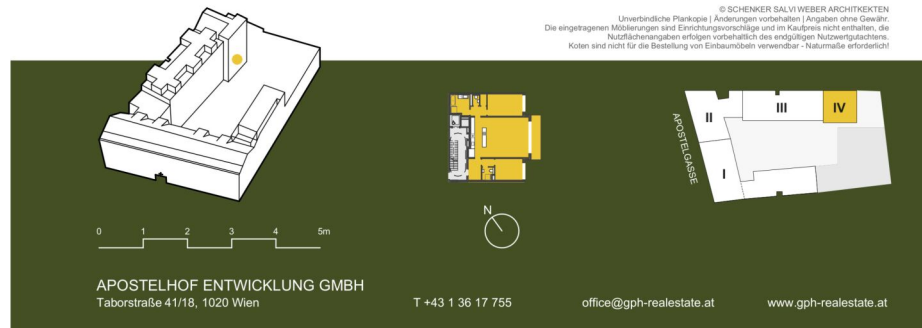 © SCHENKER SALVI WEBER ARCHITKEKTEN
Unverbindliche Plankopie | Änderungen vorbehalten | Angaben ohne Gewähr.
Die eingetragenen Möblierungen sind Einrichtungsvorschläge und im Kaufpreis nicht enthalten, die
Nutzflächenangaben erfolgen vorbehaltlich des endgültigen Nutzwertgutachtens.
Koten sind nicht für die Bestellung von Einbaumöbeln verwendbar - Naturmaße erforderlich!
III
IV
II
APOSTELGASSE
I
N
0 1 2 3 4 5m
APOSTELHOF ENTWICKLUNG GMBH
Taborstraße 41/18, 1020 Wien
T +43 1 36 17 755
office@gph-realestate.at
www.gph-realestate.at